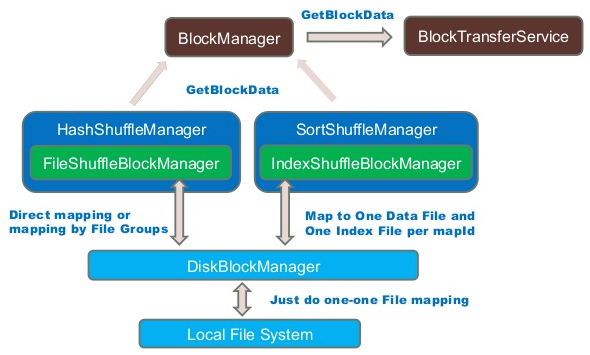 GetBlockData
BlockManager
BlockTransferService
GetBlockData
HashShuffleManager
SortShuffleManager
FileShuffleBlockManager
IndexShuffleBlockManager
Direct mapping or
mapping by File Groups
Map to One Data File and
One Index File per mapId
DiskBlockManager
Just do one-one File mapping
Local File System